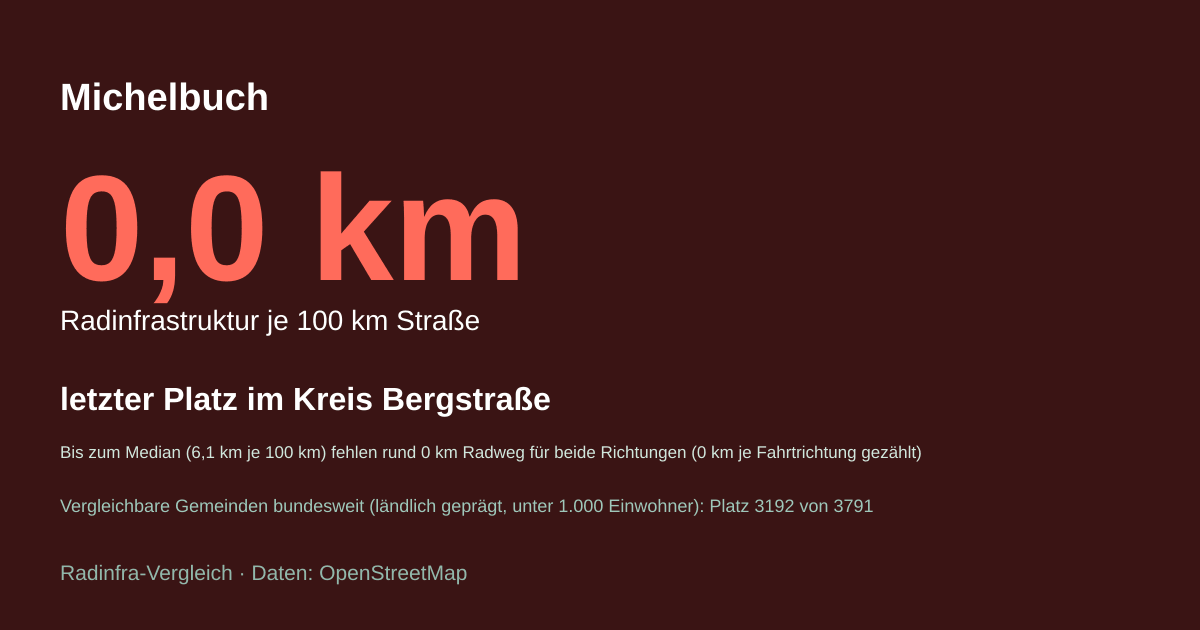 Michelbuch
0,0 km
Radinfrastruktur je 100 km Straße
letzter Platz im Kreis Bergstraße
Bis zum Median (6,1 km je 100 km) fehlen rund 0 km Radweg für beide Richtungen (0 km je Fahrtrichtung gezählt)
Vergleichbare Gemeinden bundesweit (ländlich geprägt, unter 1.000 Einwohner): Platz 3192 von 3791
Radinfra-Vergleich · Daten: OpenStreetMap